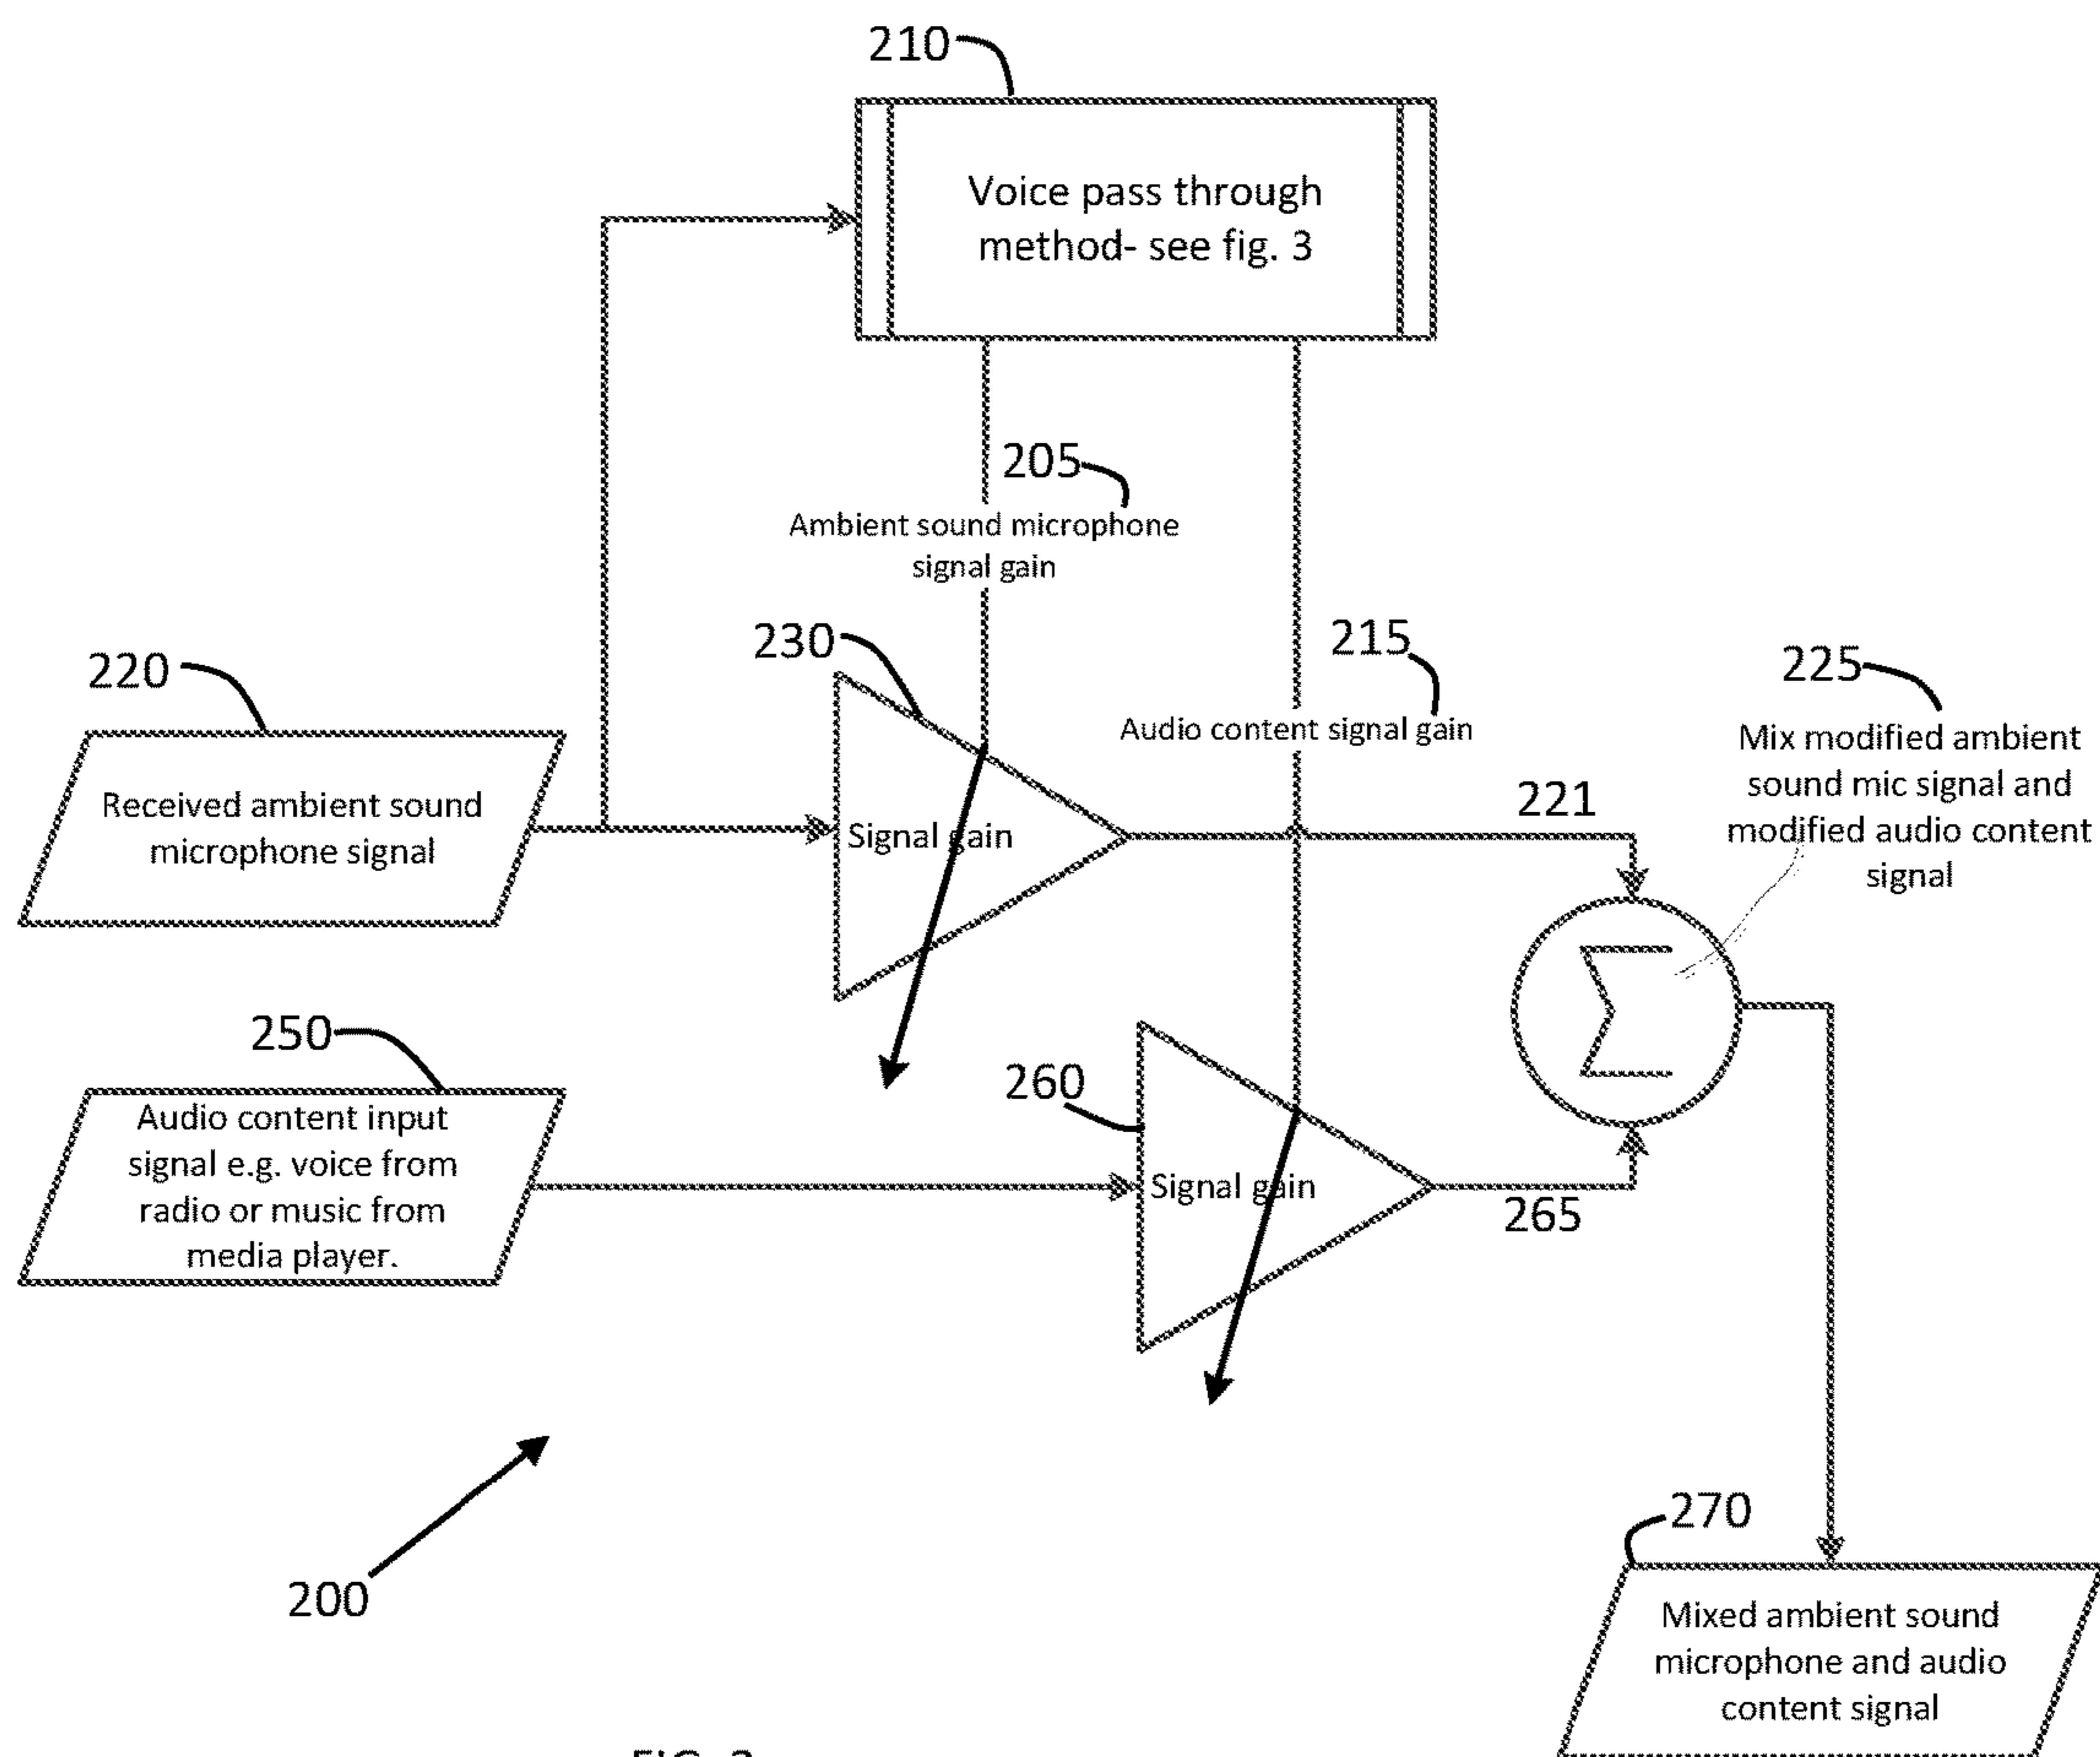 210
Voice pass through
method- see fig. 3
205
Ambient sound microphone
signal gain
230
215
220
225
Audio content signal gain
Mix modified ambient
sound mic signal and
modified audio content
signal
221
Received ambient sound
microphone signal
Signal gain
250
260
Audio content input
signal e.g. voice from
radio or music from
media player.
Signal gain
265
200
270
Mixed ambient sound
microphone and audio
content signal